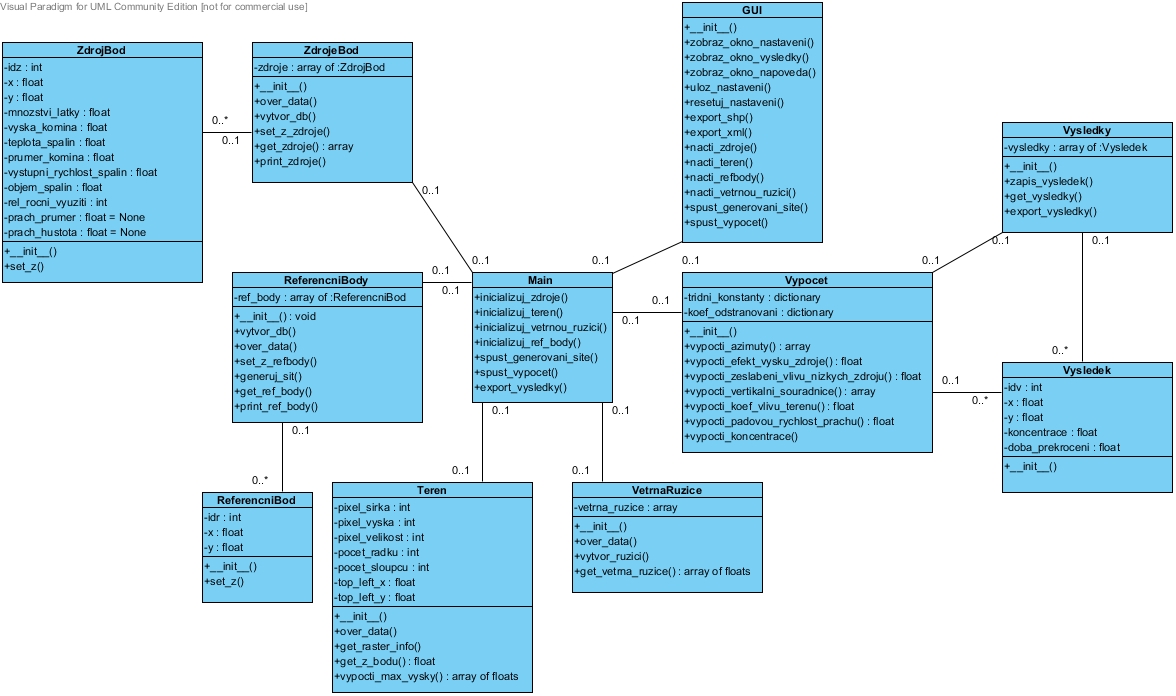 Visual Paradigm for UML Community Edition [not for commercial use]
ZdrojBod
-idz : int
-x : float
-y : float
-mnozstvi_latky : float
-vyska_komina : float
-teplota_spalin : float
-prumer_komina : float
-vystupni_rychlost_spalin : float
-objem_spalin : float
-rel_rocni_vyuziti : int
-prach_prumer : float = None
-prach_hustota : float = None
+__init__()
+set_z()
0..*
0..1
ZdrojeBod
-zdroje : array of :ZdrojBod
+__init__()
+over_data()
+vytvor_db()
+set_z_zdroje()
+get_zdroje() : array
+print_zdroje()
0..1
0..1
GUI
+__init__()
+zobraz_okno_nastaveni()
+zobraz_okno_vysledky()
+zobraz_okno_napoveda()
+uloz_nastaveni()
+resetuj_nastaveni()
+export_shp()
+export_xml()
+nacti_zdroje()
+nacti_teren()
+nacti_refbody()
+nacti_vetrnou_ruzici()
+spust_generovani_site()
+spust_vypocet()
0..1
0..1
Vysledky
-vysledky : array of :Vysledek
+__init__()
+zapis_vysledek()
+get_vysledky()
+export_vysledky()
0..1
0..1
0..1
0..*
ReferencniBody
-ref_body : array of :ReferencniBod
+__init__() : void
+vytvor_db()
+over_data()
+set_z_refbody()
+generuj_sit()
+get_ref_body()
+print_ref_body()
0..1
0..1
0..1
0..*
Main
+inicializuj_zdroje()
+inicializuj_teren()
+inicializuj_vetrnou_ruzici()
+inicializuj_ref_body()
+spust_generovani_site()
+spust_vypocet()
+export_vysledky()
0..1
0..1
0..1
0..1
0..1
0..1
Vypocet
-tridni_konstanty : dictionary
-koef_odstranovani : dictionary
+__init__()
+vypocti_azimuty() : array
+vypocti_efekt_vysku_zdroje() : float
+vypocti_zeslabeni_vlivu_nizkych_zdroju() : float
+vypocti_vertikalni_souradnice() : array
+vypocti_koef_vlivu_terenu() : float
+vypocti_padovou_rychlost_prachu() : float
+vypocti_koncentrace()
0..1
0..*
Vysledek
-idv : int
-x : float
-y : float
-koncentrace : float
-doba_prekroceni : float
+__init__()
ReferencniBod
-idr : int
-x : float
-y : float
+__init__()
+set_z()
Teren
-pixel_sirka : int
-pixel_vyska : int
-pixel_velikost : int
-pocet_radku : int
-pocet_sloupcu : int
-top_left_x : float
-top_left_y : float
+__init__()
+over_data()
+get_raster_info()
+get_z_bodu() : float
+vypocti_max_vysky() : array of floats
VetrnaRuzice
-vetrna_ruzice : array
+__init__()
+over_data()
+vytvor_ruzici()
+get_vetrna_ruzice() : array of floats